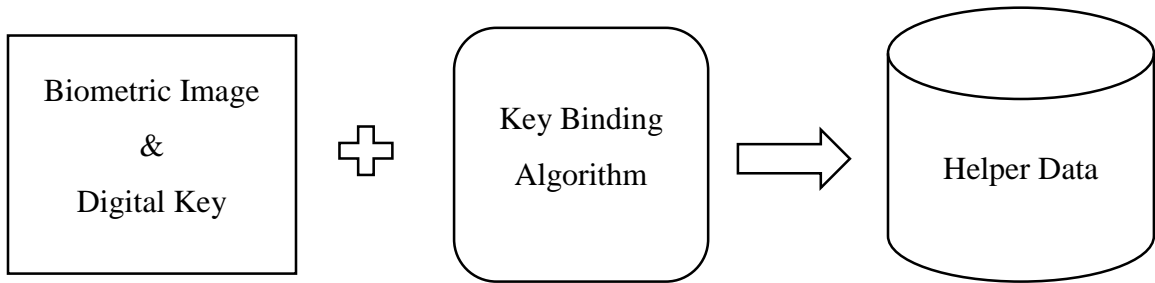 Biometric Image
&
Digital Key
Key Binding
Algorithm
Helper Data